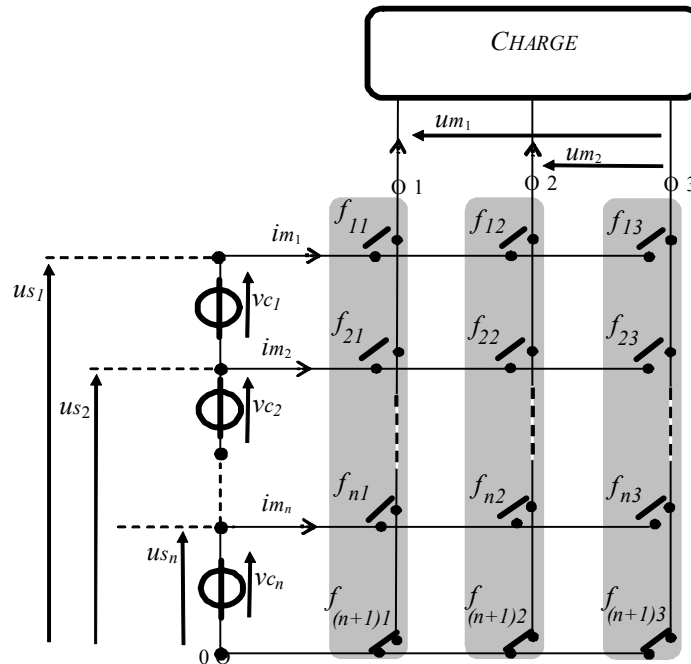 CHARGE
um₁
um₂
1
2
3
f₁₁
f₁₂
f₁₃
im₁
us₁
vc₁
f₂₁
f₂₂
f₂₃
im₂
us₂
vc₂
fₙ₁
fₙ₂
fₙ₃
imₙ
usₙ
vcₙ
f₍ₙ₊₁₎₁
f₍ₙ₊₁₎₂
f₍ₙ₊₁₎₃
0